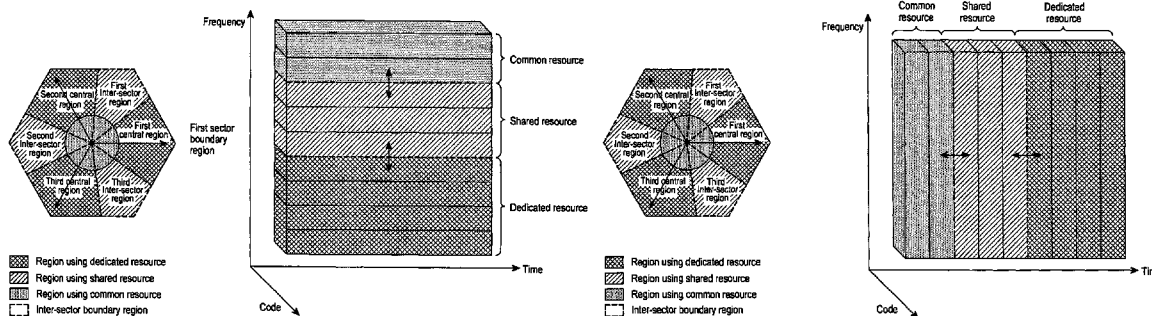 Frequency
Common resource
Shared resource
Dedicated resource
First sector
boundary
region
Time
Code
First
Inter-sector
region
Second central
region
First
central region
Second
Inter-sector
region
Third central
region
Third
Inter-sector
region
Region using dedicated resource
Region using shared resource
Region using common resource
Inter-sector boundary region
Common
resource
Shared
resource
Dedicated
resource
Frequency
First
Inter-sector
region
Second central
region
First
central region
Second
Inter-sector
region
Third central
region
Third
Inter-sector
region
Tim
Code
Region using dedicated resource
Region using shared resource
Region using common resource
Inter-sector boundary region